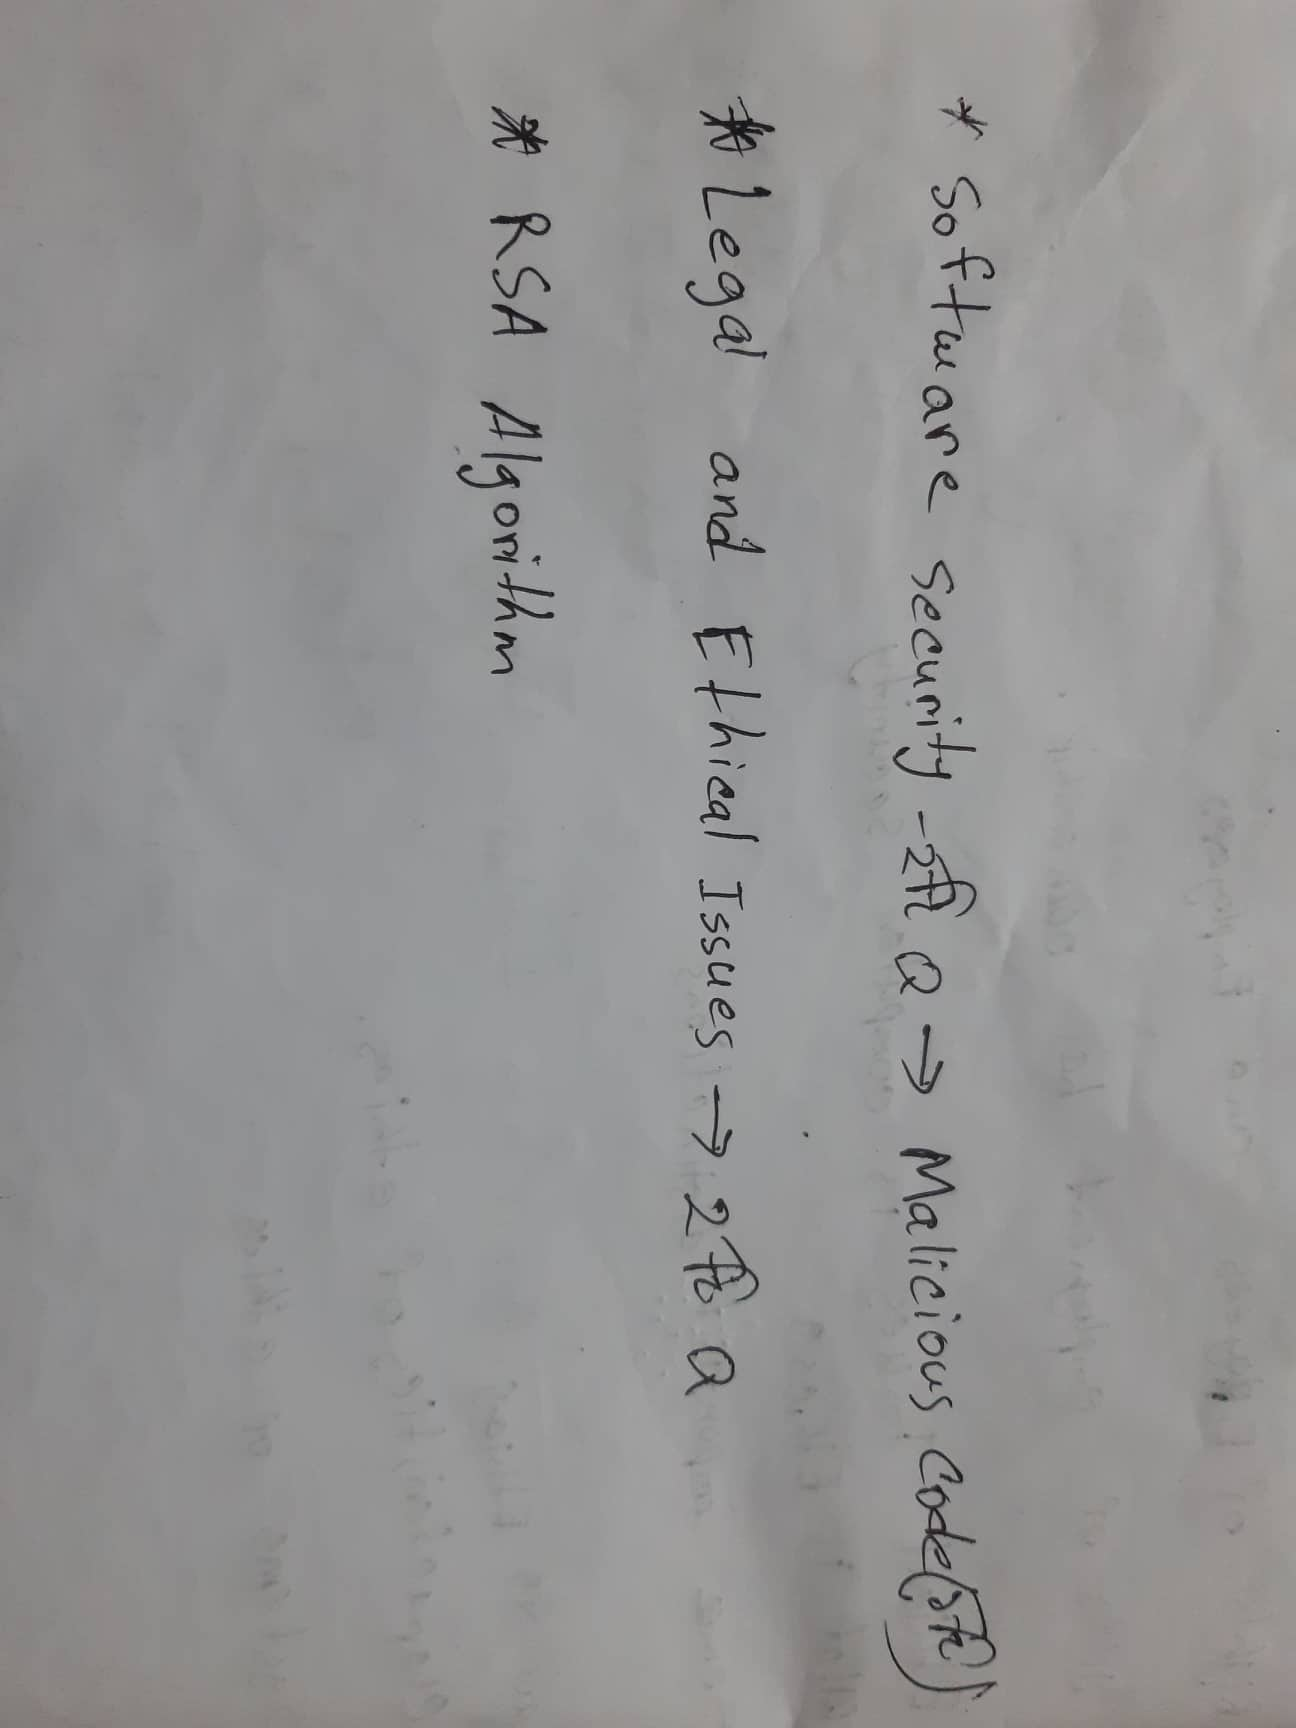 * Software security - 2টা Q → Malicious Code(১টা)
* Legal and Ethical Issues → 2টা Q
* RSA Algorithm